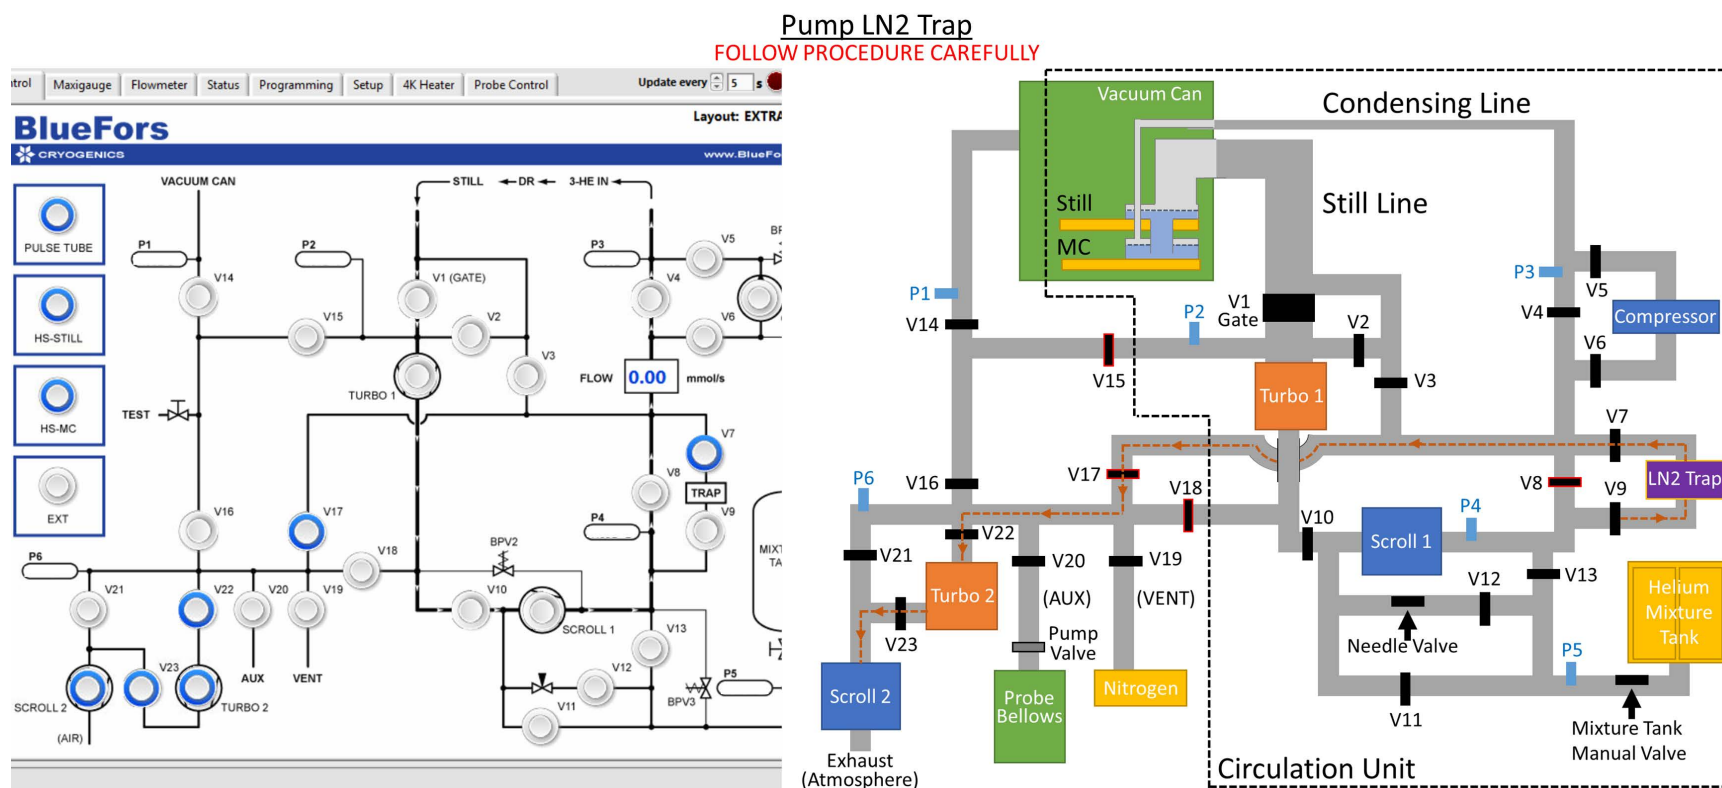 Pump LN2 Trap
FOLLOW PROCEDURE CAREFULLY
Maxigauge Flowmeter Status Programming Setup 4K Heater Probe Control Update every 5 s
BlueFors
Layout:
CRYOGENICS
VACUUM CAN STILL DR 3-HE IN
PULSE TUBE
P1 P2 P3 V5
V14 V1 (GATE) V4
HS-STILL
V15 V2 V6
V3
FLOW 0.00 mmol/s
TURBO 1
TEST
HS-MC
V7
V8
TRAP
EXT
V16 V17 P4 V9
P6 V18 BPV2
V21 V22 V20 V19 V10
SCROLL 1 V13
V12
V23 AUX VENT P5
SCROLL 2 TURBO 2 V11 BPV3
(AIR)
Vacuum Can
Condensing Line
Still
Still Line
MC
P1 P2 V1 P3 V5
Gate
V14 V2 V4 Compressor
V6
V15 Turbo 1 V3
V7
P6 V16 V17 V18 P4 V8 V9 LN2 Trap
V10 Scroll 1
V21 V22 V20 V19 V12 V13
Turbo 2 (AUX) (VENT) Helium
Mixture
Tank
V23 Pump
Valve
Needle Valve P5
Scroll 2 Probe
Bellows
Nitrogen
V11
Mixture Tank
Manual Valve
Exhaust
(Atmosphere)
Circulation Unit